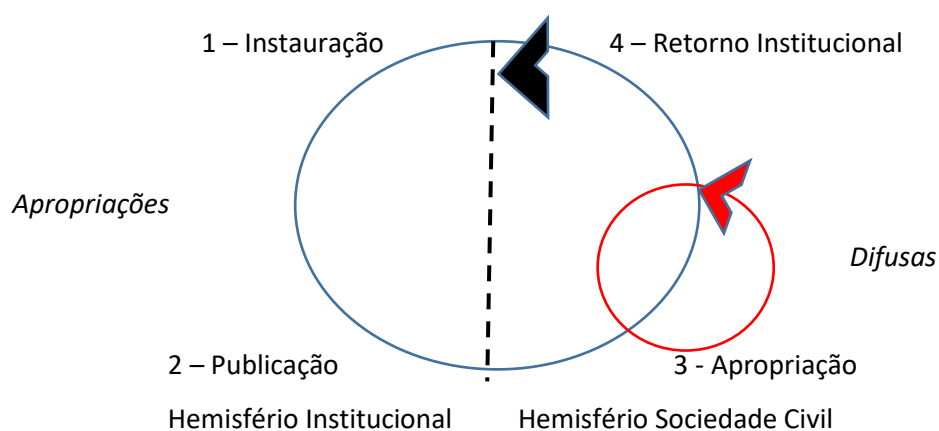 1 – Instauração
4 – Retorno Institucional
Apropriações
Difusas
2 – Publicação
3 - Apropriação
Hemisfério Institucional
Hemisfério Sociedade Civil